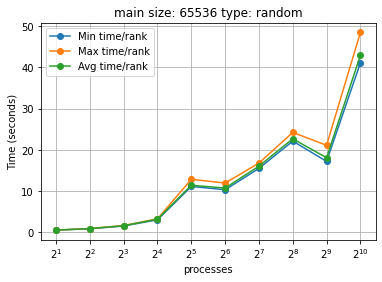 main size: 65536 type: random
Min time/rank
Max time/rank
Avg time/rank
Time (seconds)
50
40
30
20
10
0
2¹ 2² 2³ 2⁴ 2⁵ 2⁶ 2⁷ 2⁸ 2⁹ 2¹⁰
processes